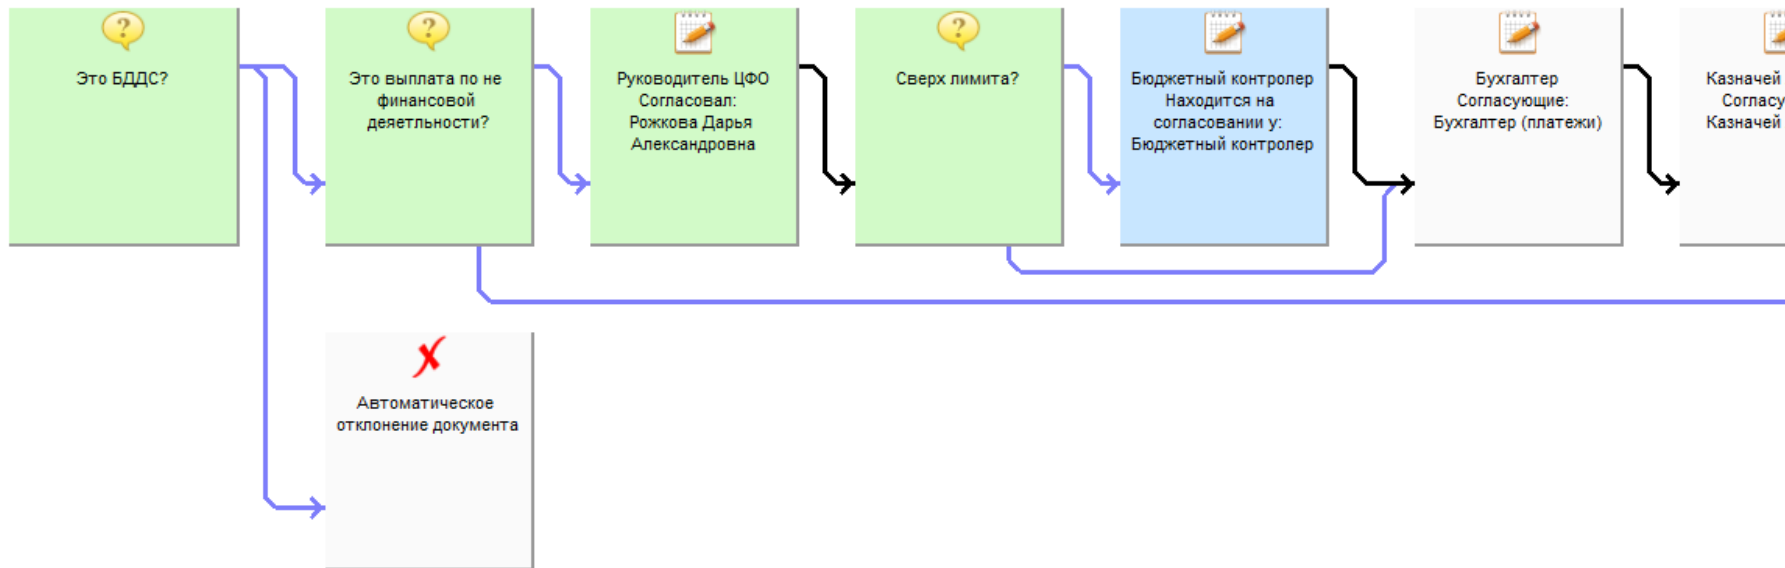 Это БДДС?
Это выплата по не
финансовой
деяетльности?
Руководитель ЦФО
Согласовал:
Рожкова Дарья
Александровна
Сверх лимита?
Бюджетный контролер
Находится на
согласовании у:
Бюджетный контролер
Бухгалтер
Согласующие:
Бухгалтер (платежи)
Казначей
Согласу
Казначей
Автоматическое
отклонение документа